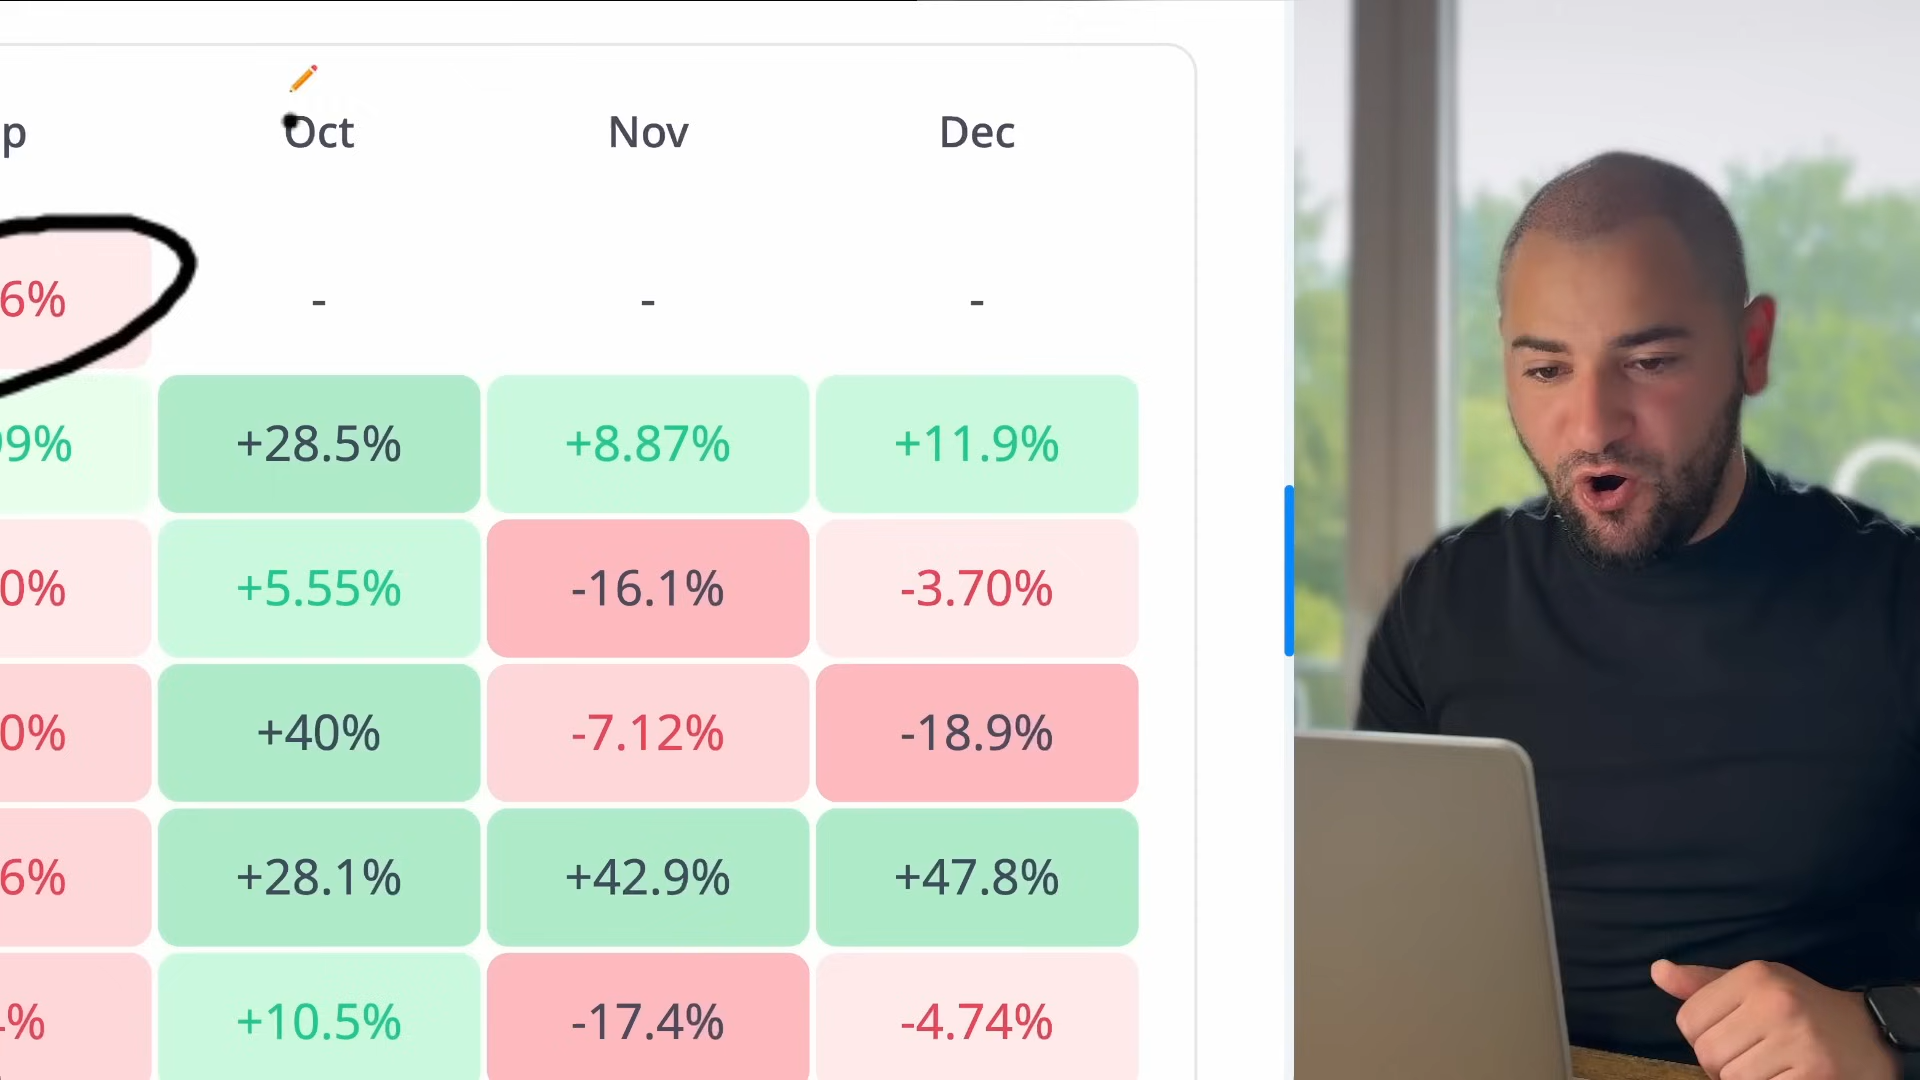 p Oct Nov Dec
6% - - -
99% +28.5% +8.87% +11.9%
0% +5.55% -16.1% -3.70%
0% +40% -7.12% -18.9%
6% +28.1% +42.9% +47.8%
% +10.5% -17.4% -4.74%